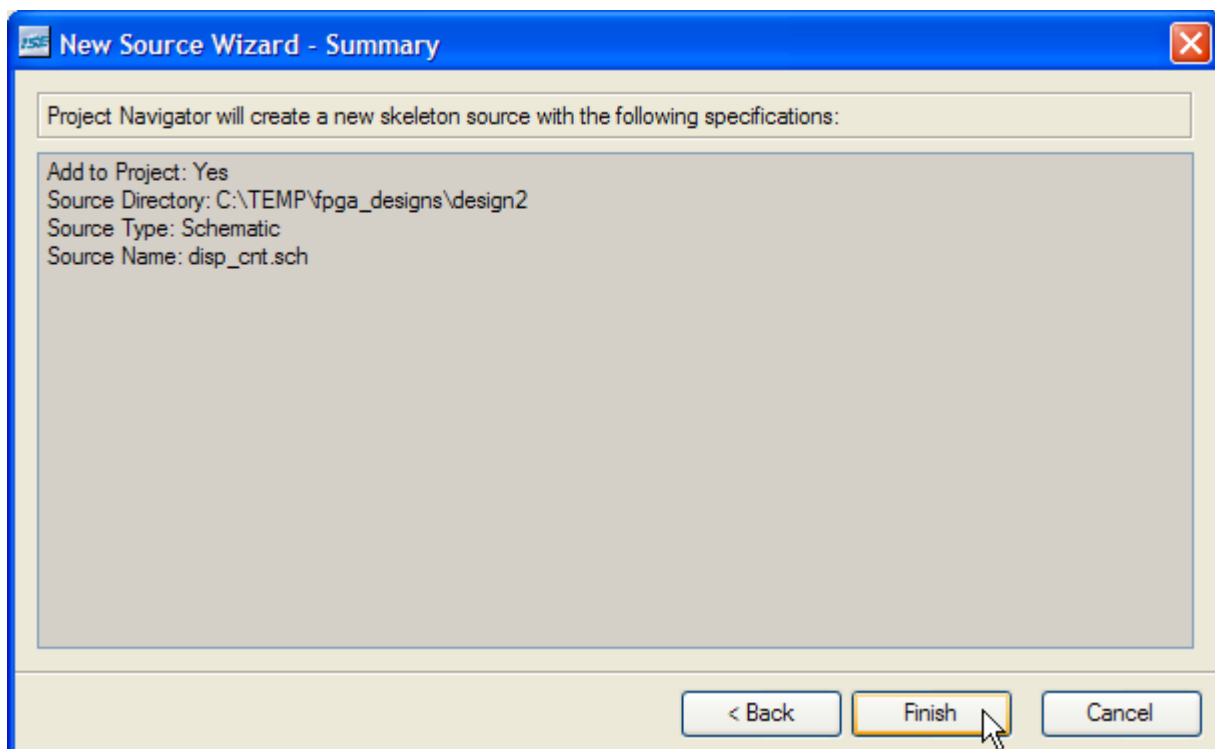 ISE New Source Wizard - Summary
Project Navigator will create a new skeleton source with the following specifications:
Add to Project: Yes
Source Directory: C:\TEMP\fpga_designs\design2
Source Type: Schematic
Source Name: disp_cnt.sch
< Back Finish Cancel